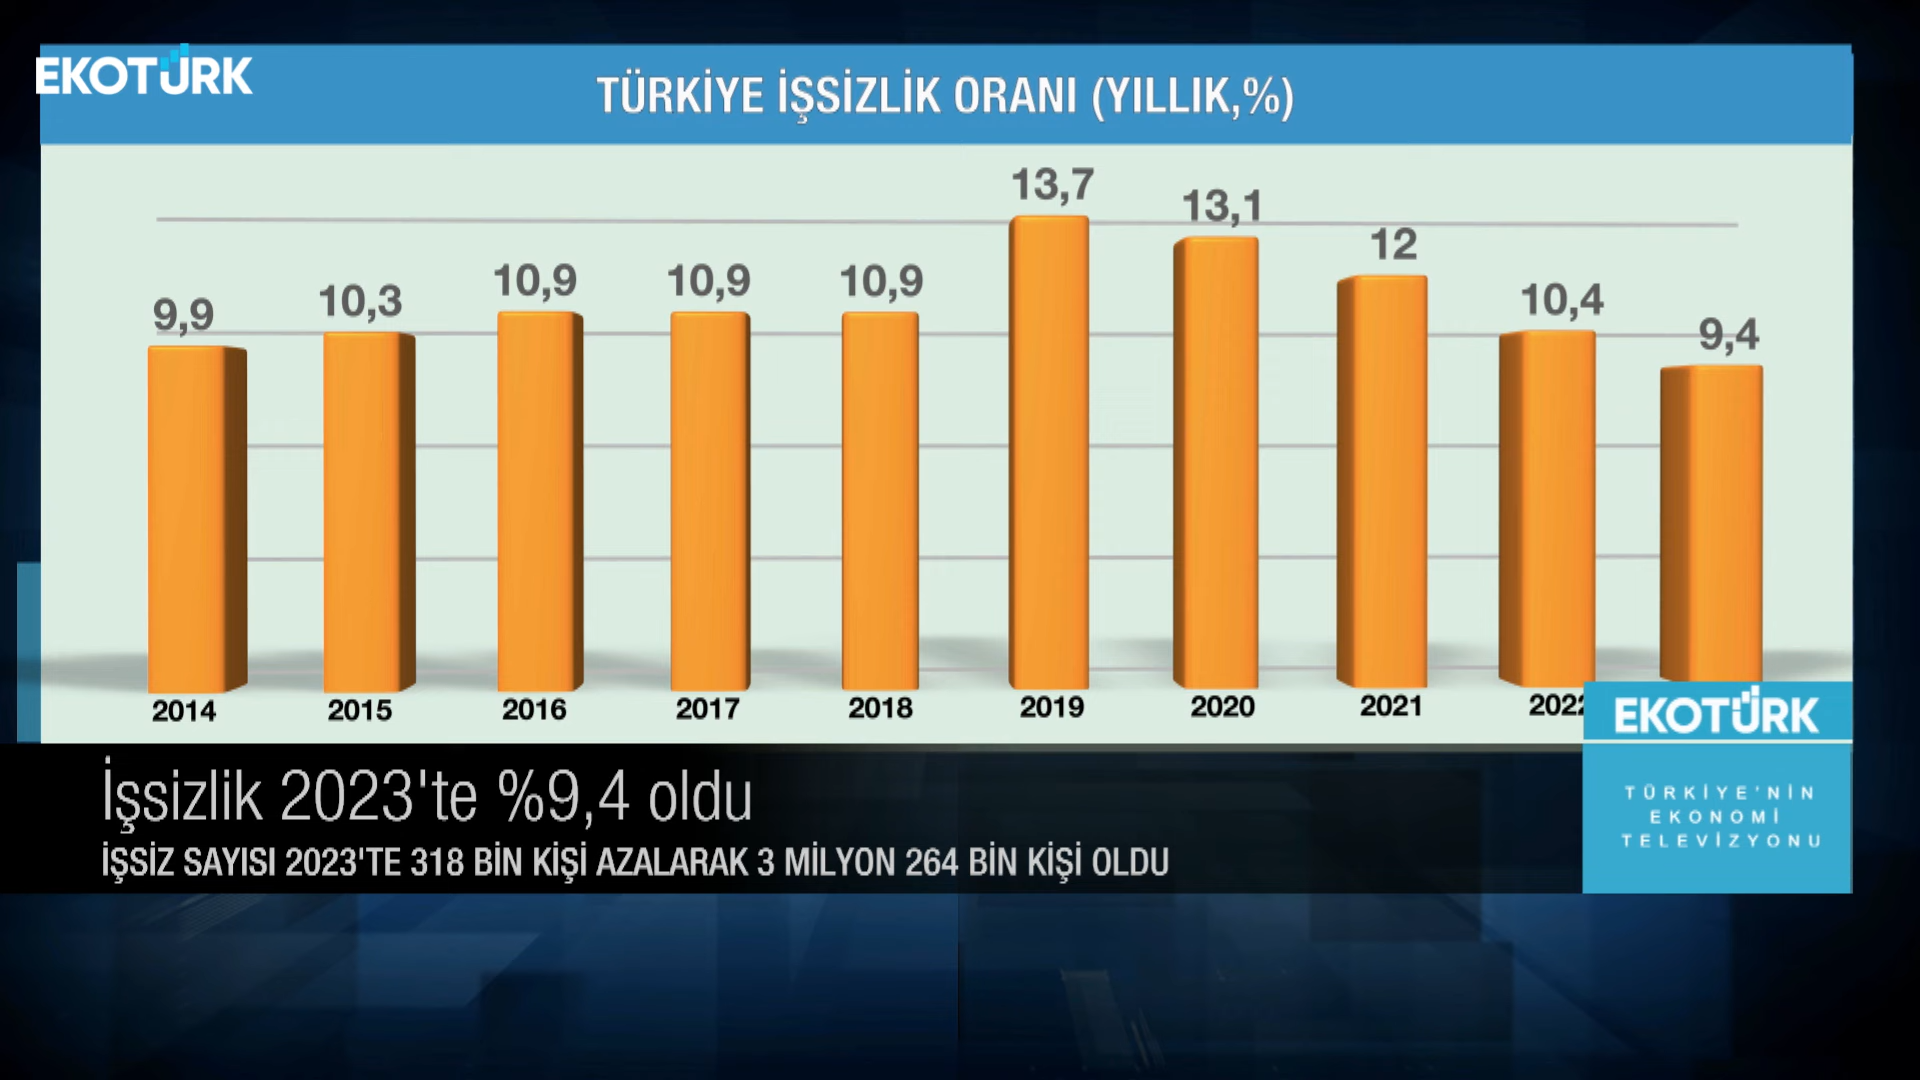 EKOTÜRK
TÜRKİYE İŞSİZLİK ORANI (YILLIK,%)
9,9 10,3 10,9 10,9 10,9 13,7 13,1 12 10,4 9,4
2014 2015 2016 2017 2018 2019 2020 2021 2022
EKOTÜRK
TÜRKİYE'NİN
EKONOMİ
TELEVİZYONU
İşsizlik 2023'te %9,4 oldu
İŞSİZ SAYISI 2023'TE 318 BİN KİŞİ AZALARAK 3 MİLYON 264 BİN KİŞİ OLDU